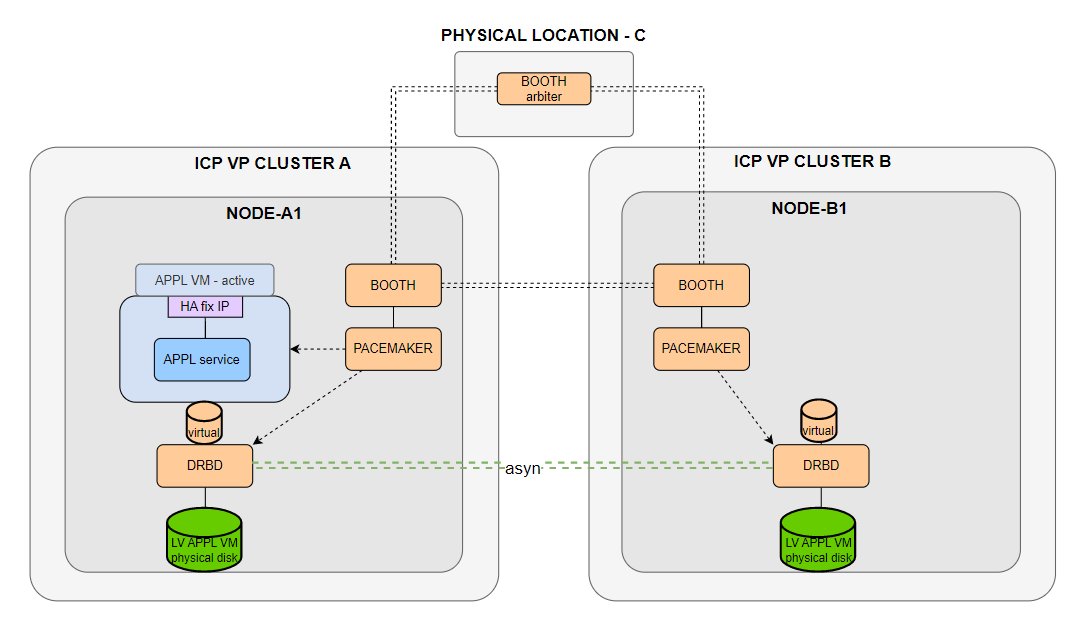 PHYSICAL LOCATION - C
BOOTH
arbiter
ICP VP CLUSTER A
NODE-A1
APPL VM - active
HA fix IP
APPL service
BOOTH
PACEMAKER
virtual
DRBD
LV APPL VM
physical disk
asyn
ICP VP CLUSTER B
NODE-B1
BOOTH
PACEMAKER
virtual
DRBD
LV APPL VM
physical disk